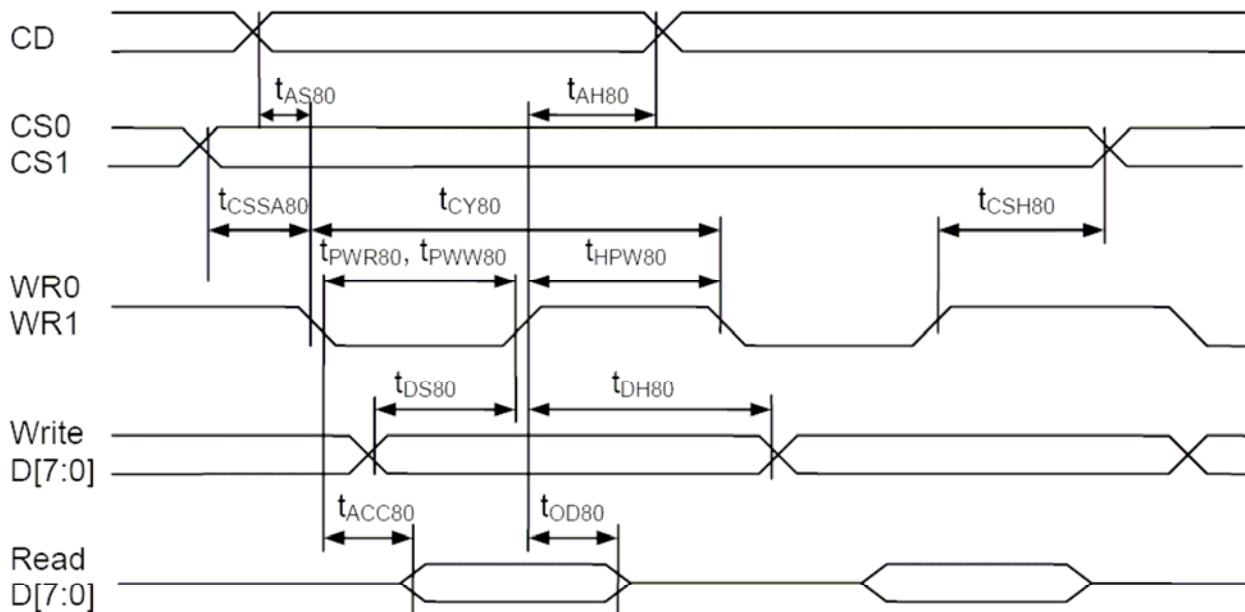 CD
tAS80
tAH80
CS0
CS1
tCSSA80
tCY80
tCSH80
tPWR80, tPWW80
tHPW80
WR0
WR1
tDS80
tDH80
Write
D[7:0]
tACC80
tOD80
Read
D[7:0]